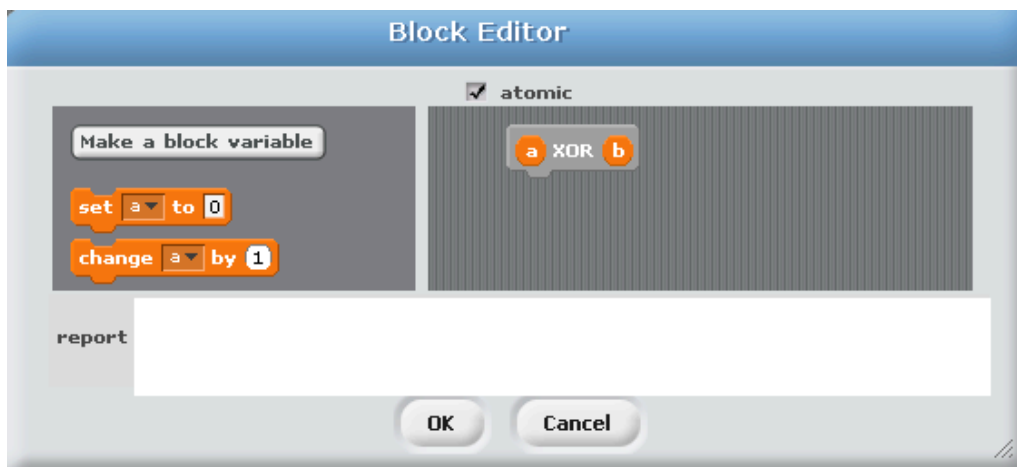 Block Editor
atomic
Make a block variable
a XOR b
set a to 0
change a by 1
report
OK Cancel